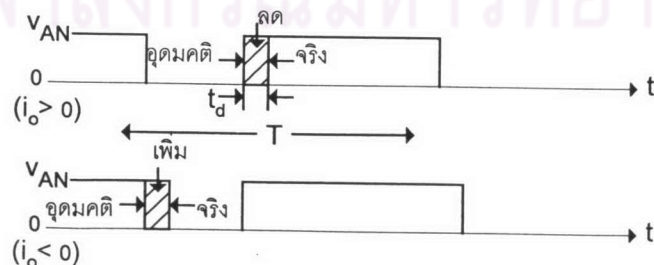 ลด
v_AN
อุดมคติ จริง
0 t
(i_o> 0) t_d
T
เพิ่ม
v_AN
อุดมคติ จริง
0 t
(i_o< 0)